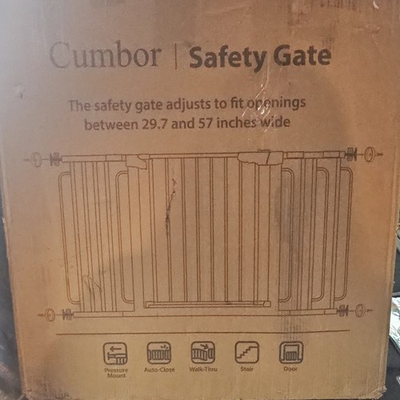 Cumbor | Safety Gate
The safety gate adjusts to fit openings
between 29.7 and 57 inches wide
Pressure Auto-Close Walk-Thru Stair Door
Mount